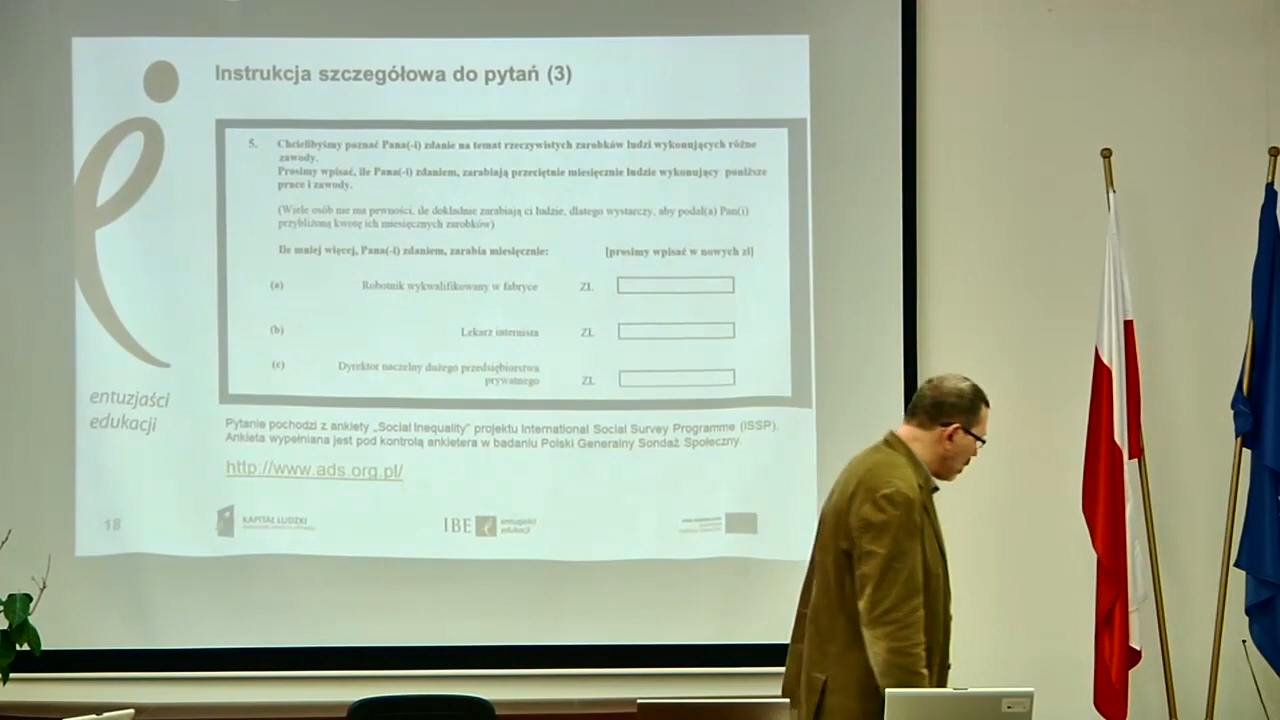 Instrukcja szczegółowa do pytań (3)
5. Chcielibyśmy poznać Pana(-i) zdanie na temat rzeczywistych zarobków ludzi wykonujących różne
zawody.
Prosimy wpisać, ile Pana(-i) zdaniem, zarabiają przeciętnie miesięcznie ludzie wykonujący poniższe
prace i zawody.
(Wiele osób nie ma pewności, ile dokładnie zarabiają ci ludzie, dlatego wystarczy, aby podał(a) Pan(i)
przybliżoną kwotę ich miesięcznych zarobków)
Ile mniej więcej, Pana(-i) zdaniem, zarabia miesięcznie: [prosimy wpisać w nowych zł]
(a) Robotnik wykwalifikowany w fabryce ZŁ
(b) Lekarz internista ZŁ
(c) Dyrektor naczelny dużego przedsiębiorstwa
prywatnego ZŁ
entuzjaści
edukacji
Pytanie pochodzi z ankiety „Social Inequality" projektu International Social Survey Programme (ISSP).
Ankieta wypełniana jest pod kontrolą ankietera w badaniu Polski Generalny Sondaż Społeczny.
http://www.ads.org.pl/
18
KAPITAŁ LUDZKI
IBE entuzjaści
edukacji